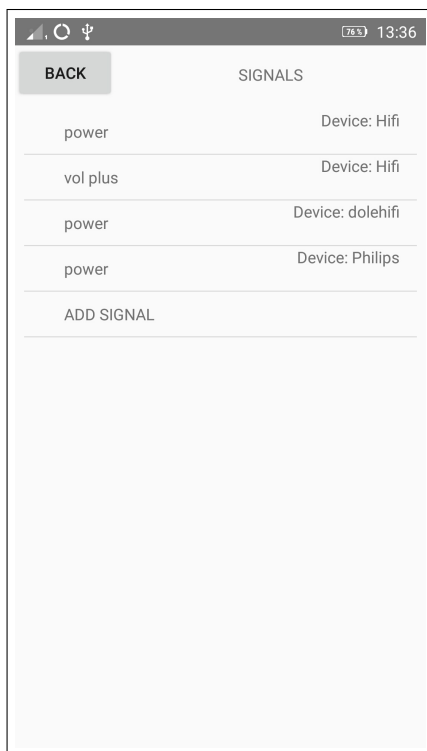 76% 13:36
BACK
SIGNALS
power Device: Hifi
vol plus Device: Hifi
power Device: dolehifi
power Device: Philips
ADD SIGNAL